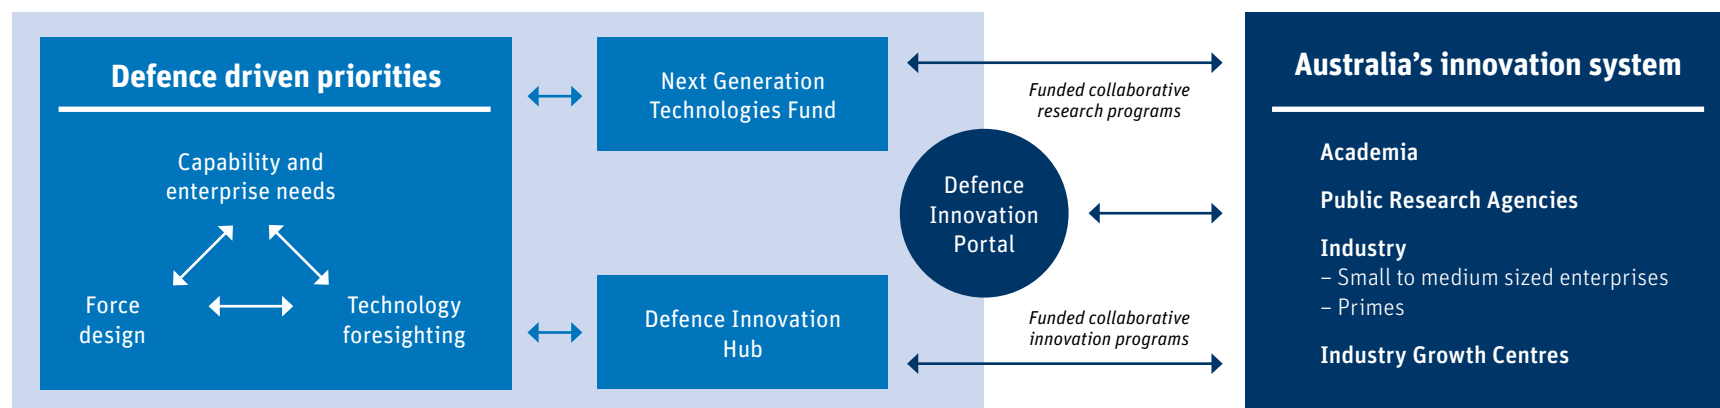 Defence driven priorities
Capability and
enterprise needs
Force
design
Technology
foresighting
Next Generation
Technologies Fund
Defence Innovation
Hub
Defence
Innovation
Portal
Funded collaborative
research programs
Funded collaborative
innovation programs
Australia’s innovation system
Academia
Public Research Agencies
Industry
– Small to medium sized enterprises
– Primes
Industry Growth Centres